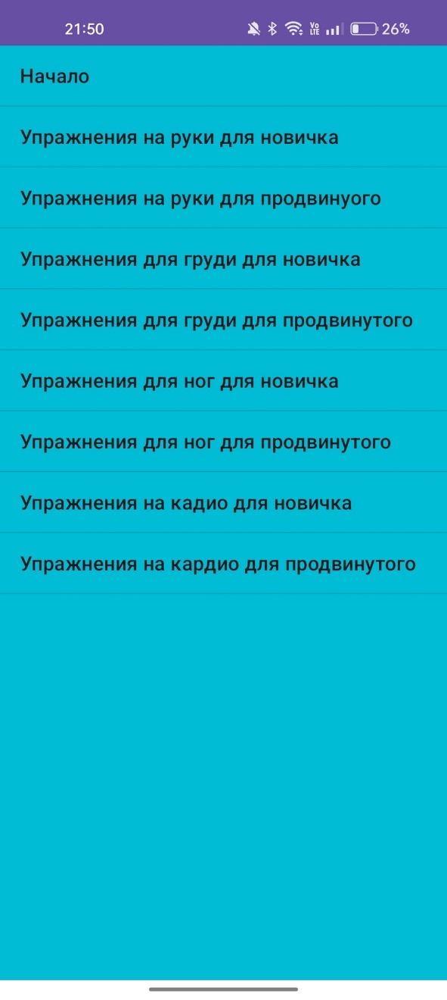 21:50 Vo LTE 26%
Начало
Упражнения на руки для новичка
Упражнения на руки для продвинуого
Упражнения для груди для новичка
Упражнения для груди для продвинутого
Упражнения для ног для новичка
Упражнения для ног для продвинутого
Упражнения на кадио для новичка
Упражнения на кардио для продвинутого